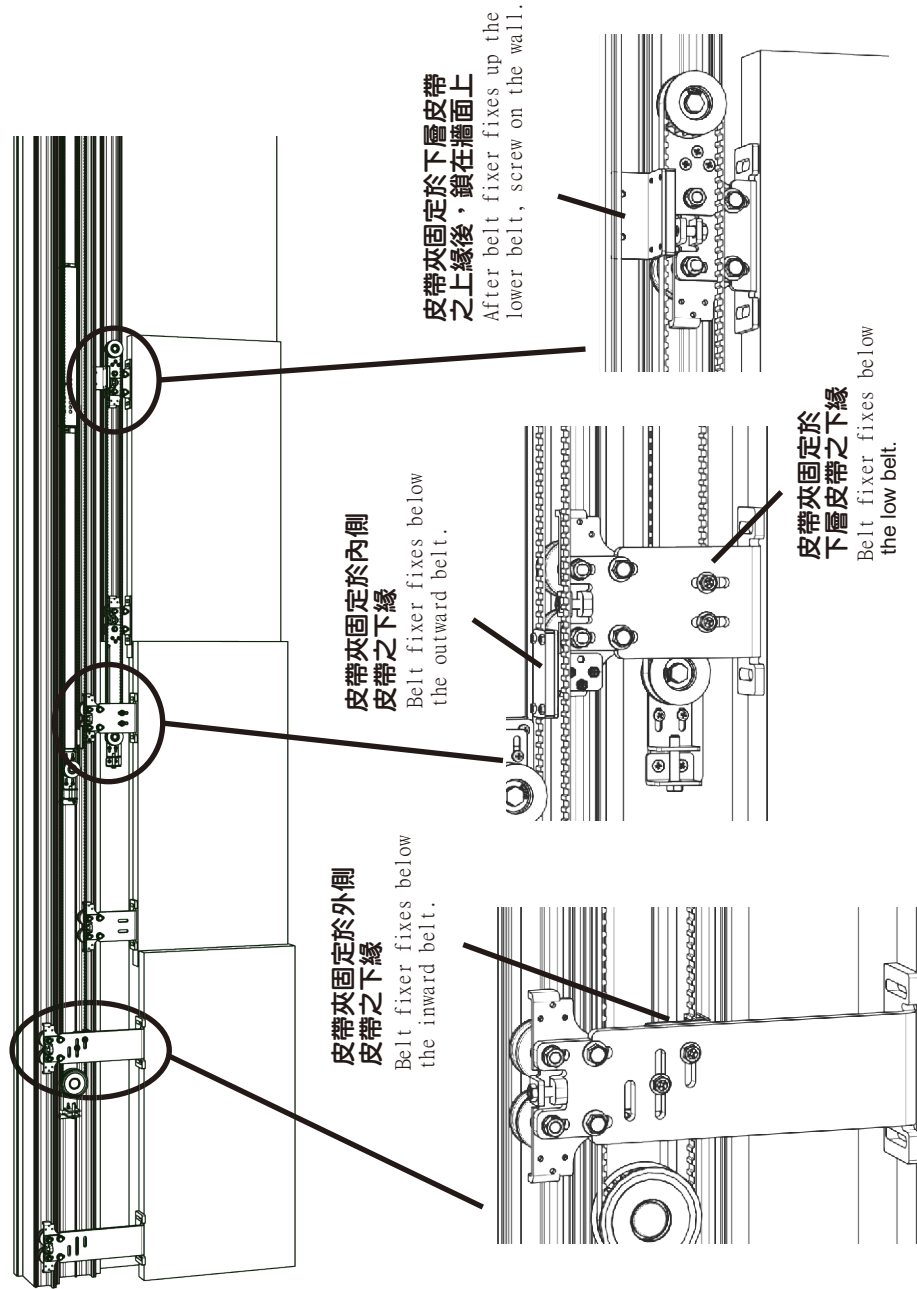 皮帶夾固定於外側
皮帶之下緣
Belt fixer fixes below
the inward belt.
皮帶夾固定於內側
皮帶之下緣
Belt fixer fixes below
the outward belt.
皮帶夾固定於下層皮帶
之上緣後，鎖在牆面上
After belt fixer fixes up the
lower belt, screw on the wall.
皮帶夾固定於
下層皮帶之下緣
Belt fixer fixes below
the low belt.